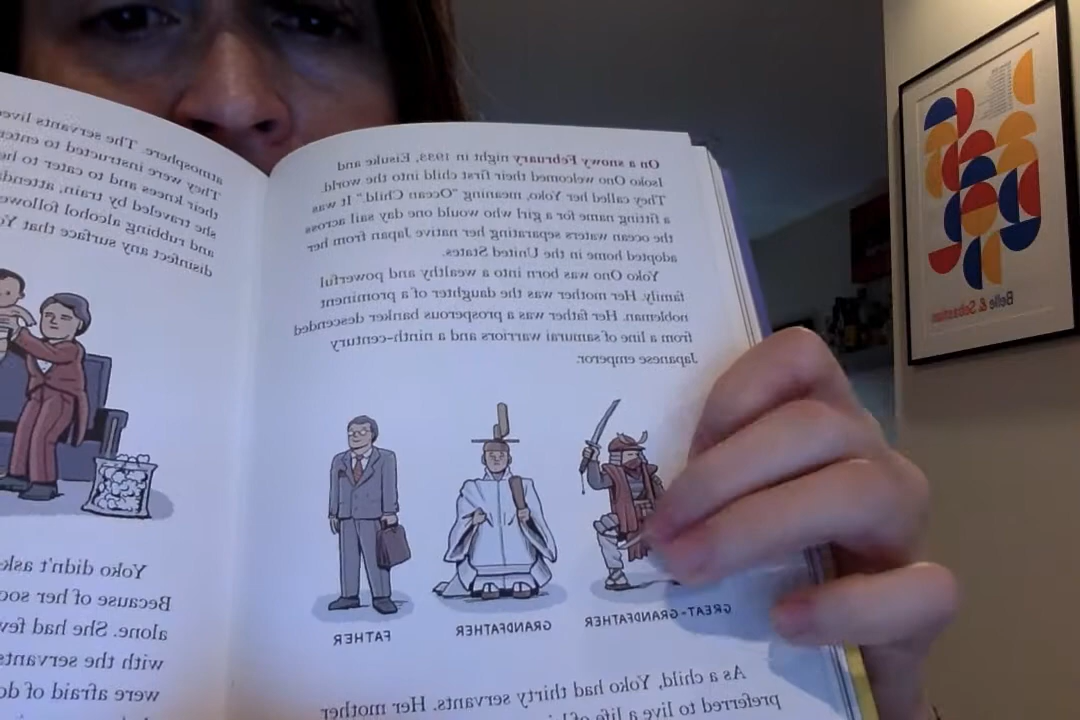 On a snowy February night in 1933, Eisuke and
Isoko Ono welcomed their first child into the world.
They called her Yoko, meaning "Ocean Child." It was
a fitting name for a girl who would one day sail across
the ocean waters separating her native Japan from her
adopted home in the United States.
Yoko Ono was born into a wealthy and powerful
family. Her mother was the daughter of a prominent
nobleman. Her father was a prosperous banker descended
from a line of samurai warriors and a ninth-century
Japanese emperor.
GREAT-GRANDFATHER
GRANDFATHER
FATHER
As a child, Yoko had thirty servants. Her mother
preferred to live a life of
atmosphere. The servants live
They were instructed to enter
their knees and to cater to he
she traveled by train, attenda
and rubbing alcohol followe
disinfect any surface that Yo
Yoko didn't ask
Because of her soc
alone. She had few
with the servants
were afraid of do
Belle & Sebastian